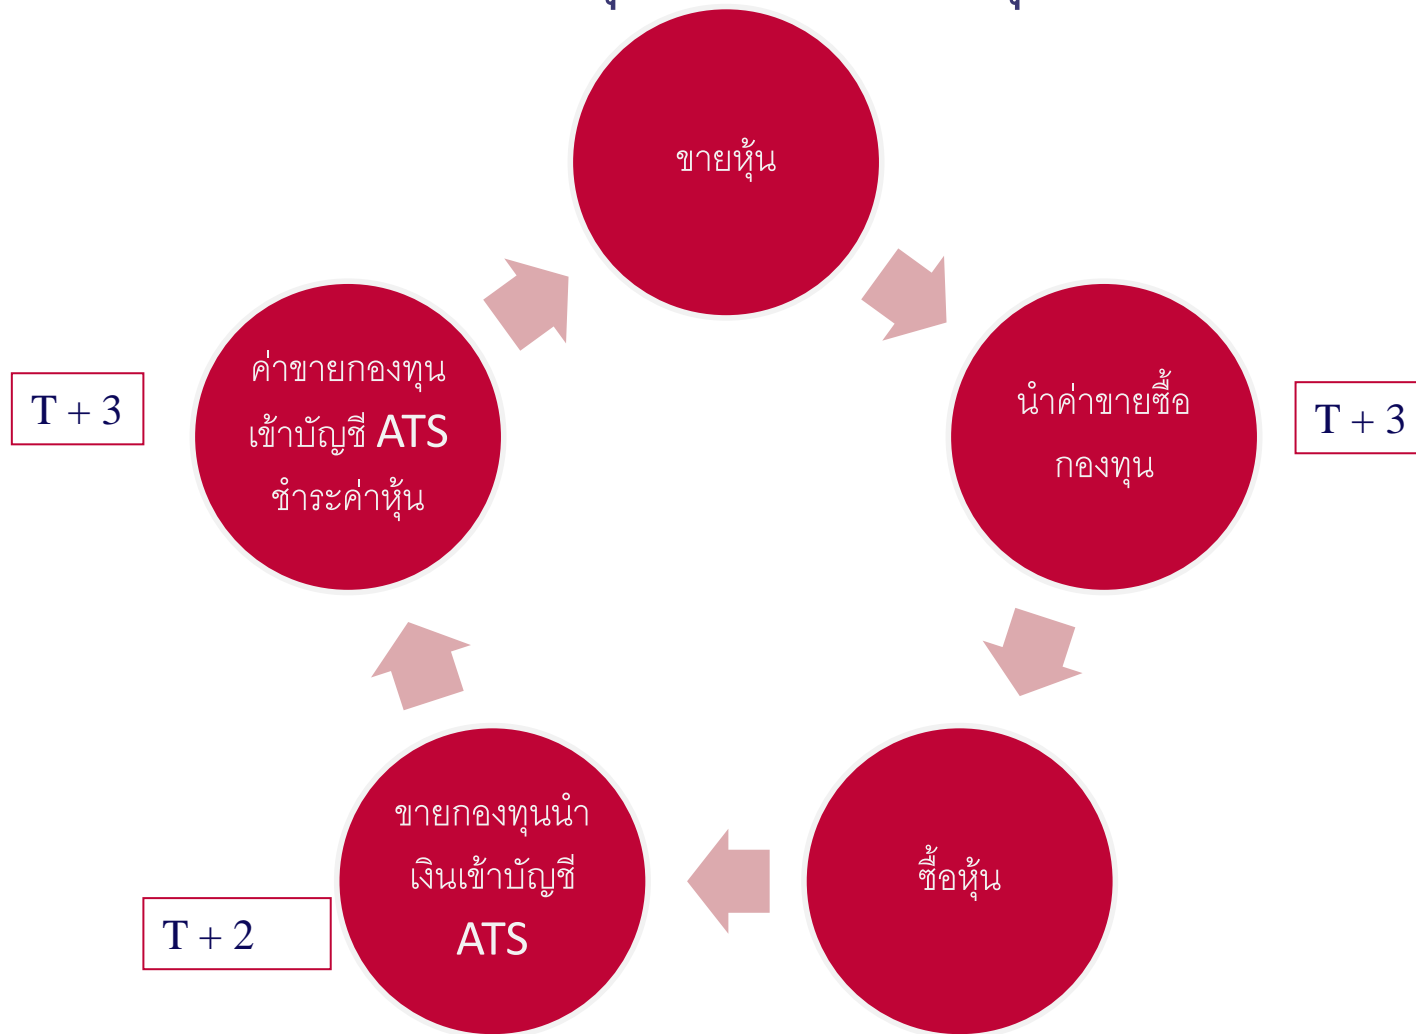 ขายหุ้น
นำค่าขายซื้อ
กองทุน
T + 3
ซื้อหุ้น
ขายกองทุนนำ
เงินเข้าบัญชี
ATS
T + 2
ค่าขายกองทุน
เข้าบัญชี ATS
ชำระค่าหุ้น
T + 3